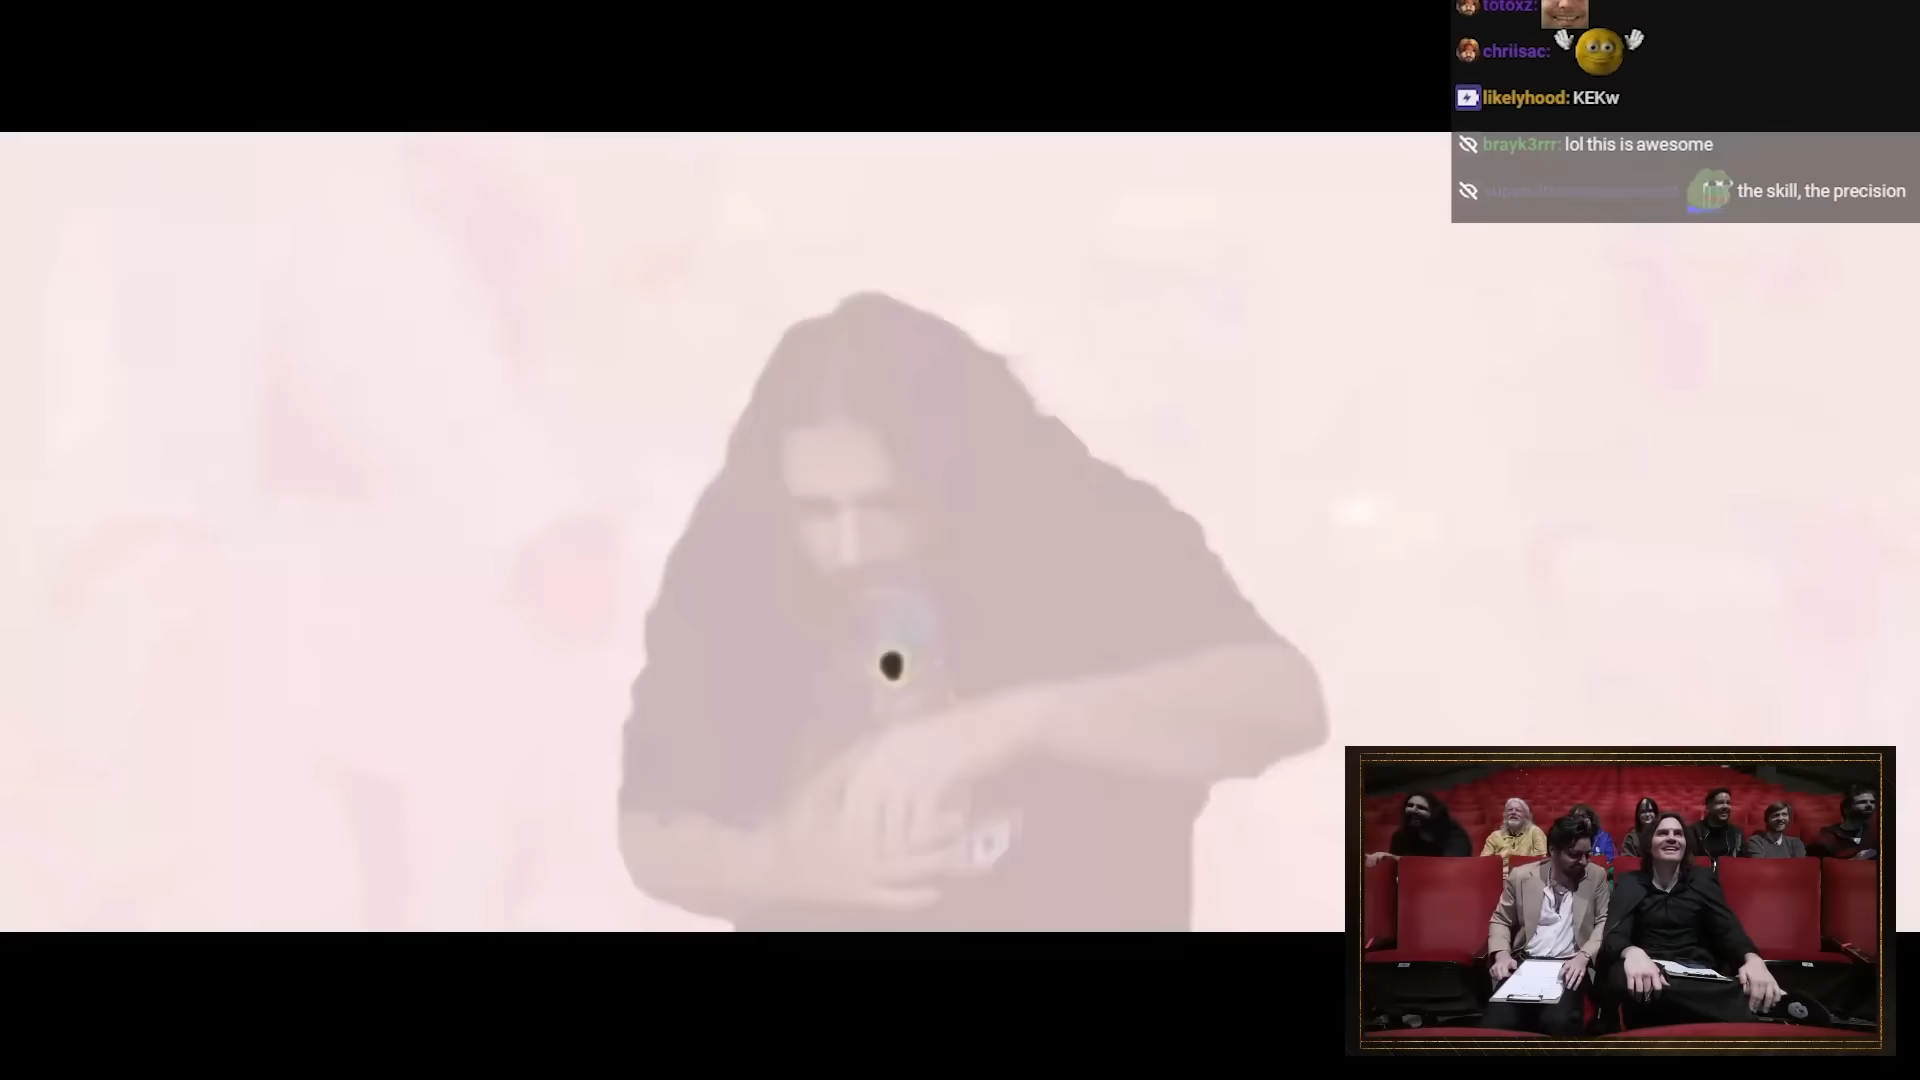 totoxz:
chriisac:
likelyhood: KEKw
brayk3rrr: lol this is awesome
the skill, the precision